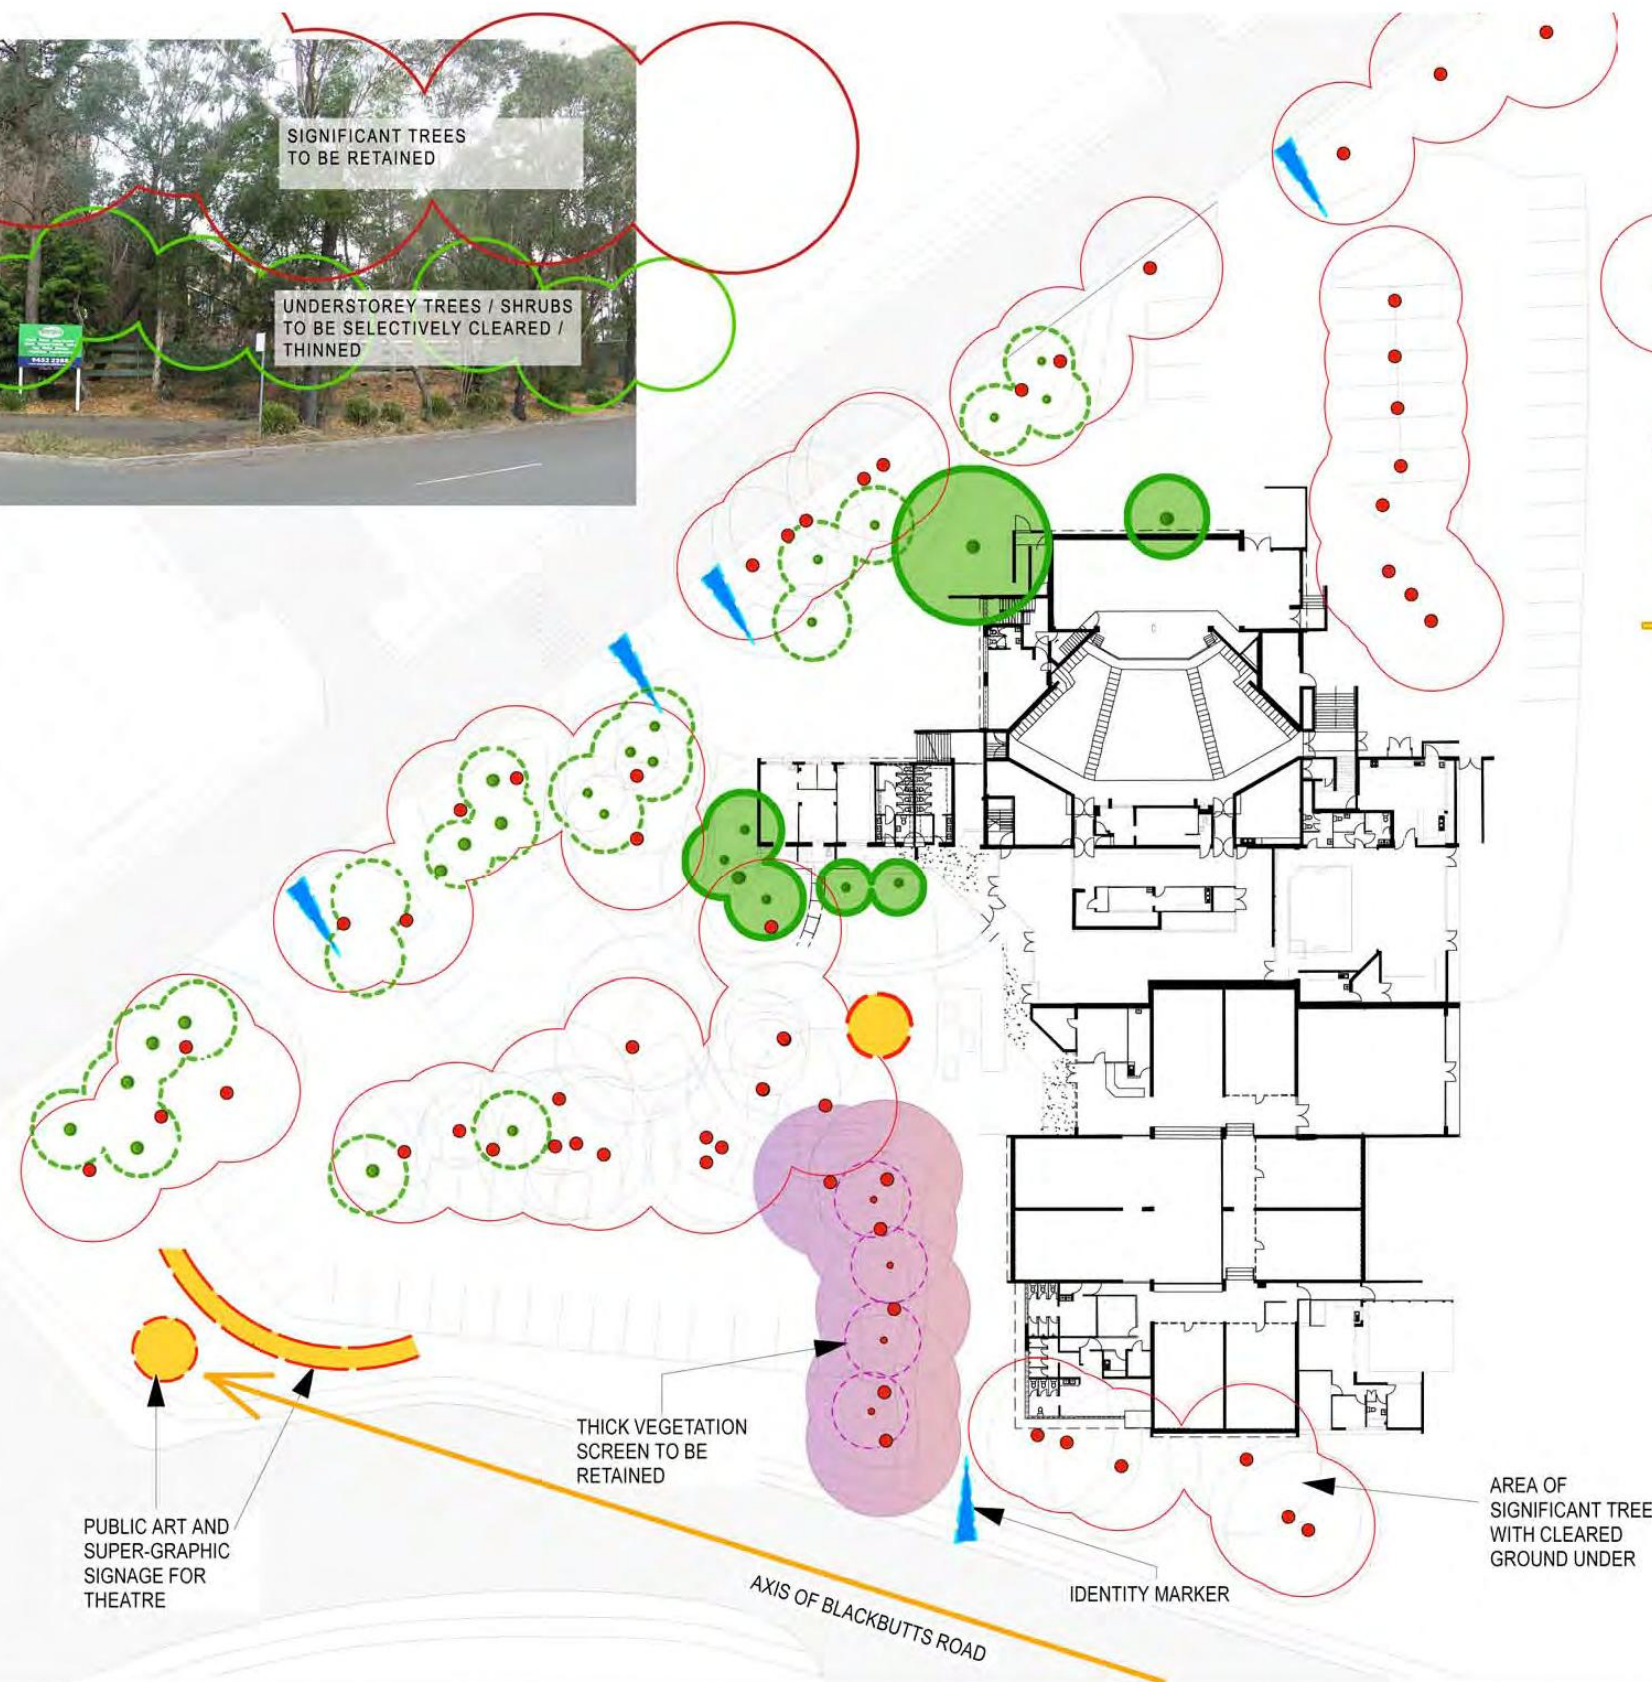 SIGNIFICANT TREES
TO BE RETAINED
UNDERSTOREY TREES / SHRUBS
TO BE SELECTIVELY CLEARED /
THINNED
9452 2288
THICK VEGETATION
SCREEN TO BE
RETAINED
PUBLIC ART AND
SUPER-GRAPHIC
SIGNAGE FOR
THEATRE
AXIS OF BLACKBUTTS ROAD
IDENTITY MARKER
AREA OF
SIGNIFICANT TREE
WITH CLEARED
GROUND UNDER